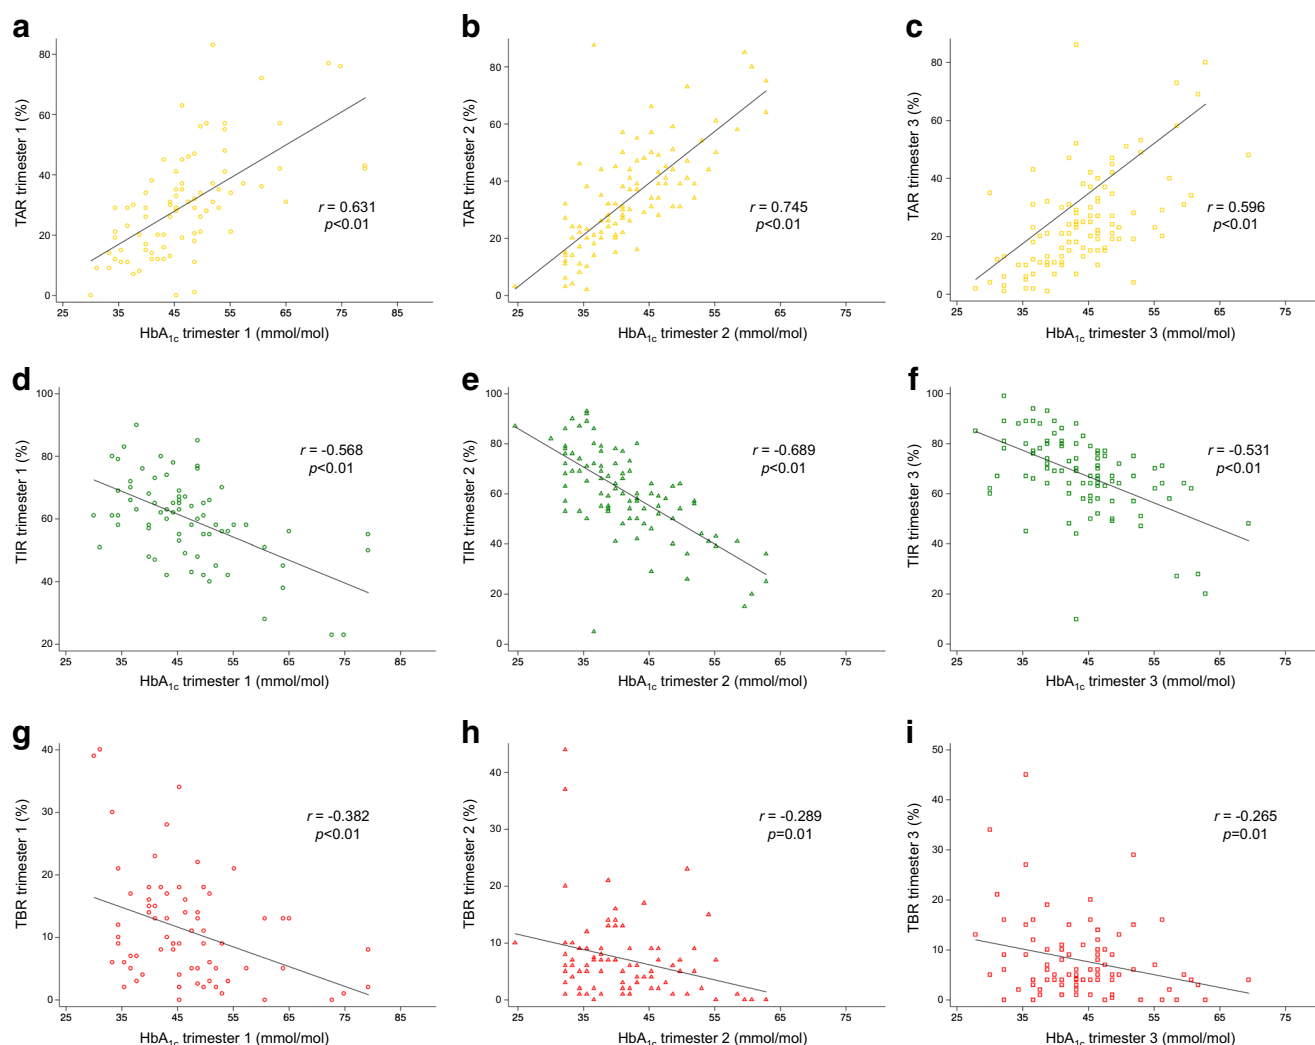 a
TAR trimester 1 (%)
80
60
40
20
0
25 35 45 55 65 75 85
HbA1c trimester 1 (mmol/mol)
r = 0.631
p<0.01
b
TAR trimester 2 (%)
80
60
40
20
0
25 35 45 55 65 75
HbA1c trimester 2 (mmol/mol)
r = 0.745
p<0.01
c
TAR trimester 3 (%)
80
60
40
20
0
25 35 45 55 65 75
HbA1c trimester 3 (mmol/mol)
r = 0.596
p<0.01
d
TIR trimester 1 (%)
100
80
60
40
20
25 35 45 55 65 75 85
HbA1c trimester 1 (mmol/mol)
r = -0.568
p<0.01
e
TIR trimester 2 (%)
100
80
60
40
20
0
25 35 45 55 65 75
HbA1c trimester 2 (mmol/mol)
r = -0.689
p<0.01
f
TIR trimester 3 (%)
100
80
60
40
20
0
25 35 45 55 65 75
HbA1c trimester 3 (mmol/mol)
r = -0.531
p<0.01
g
TBR trimester 1 (%)
40
30
20
10
0
25 35 45 55 65 75 85
HbA1c trimester 1 (mmol/mol)
r = -0.382
p<0.01
h
TBR trimester 2 (%)
40
30
20
10
0
25 35 45 55 65 75
HbA1c trimester 2 (mmol/mol)
r = -0.289
p=0.01
i
TBR trimester 3 (%)
50
40
30
20
10
0
25 35 45 55 65 75
HbA1c trimester 3 (mmol/mol)
r = -0.265
p=0.01